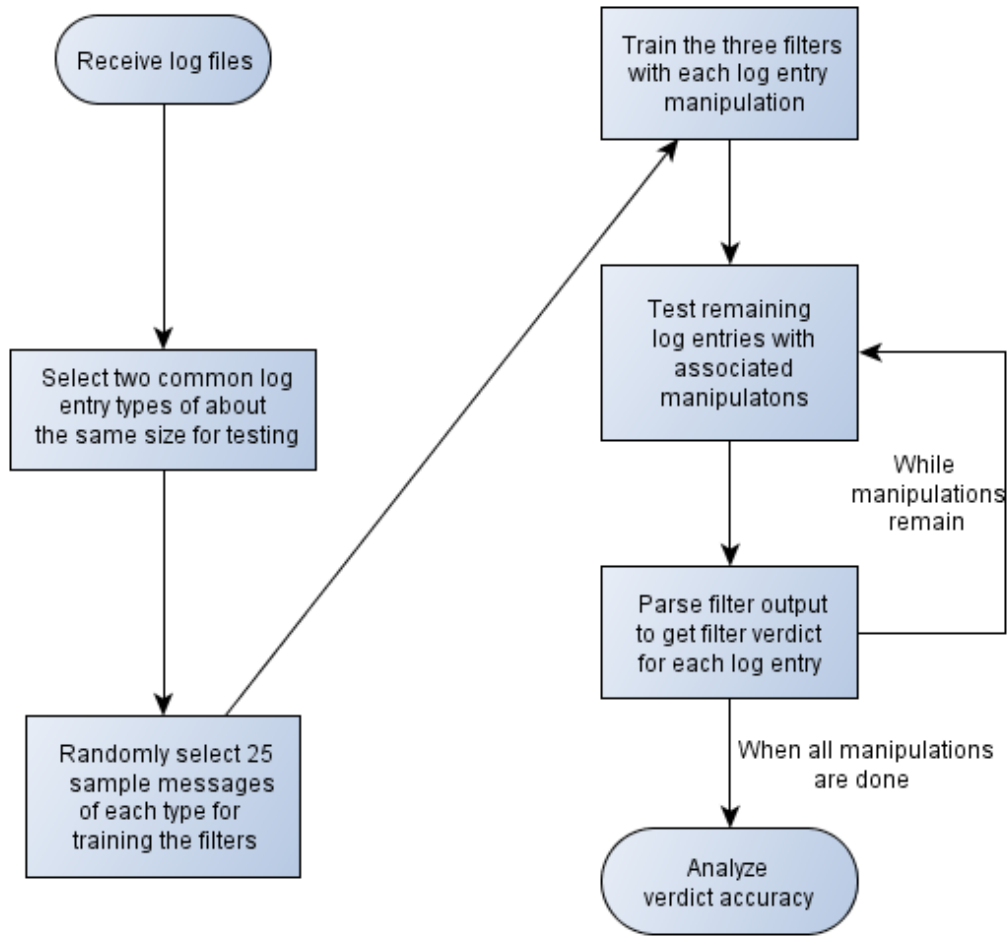 Receive log files
Select two common log
entry types of about
the same size for testing
Randomly select 25
sample messages
of each type for
training the filters
Train the three filters
with each log entry
manipulation
Test remaining
log entries with
associated
manipulatons
While
manipulations
remain
Parse filter output
to get filter verdict
for each log entry
When all manipulations
are done
Analyze
verdict accuracy